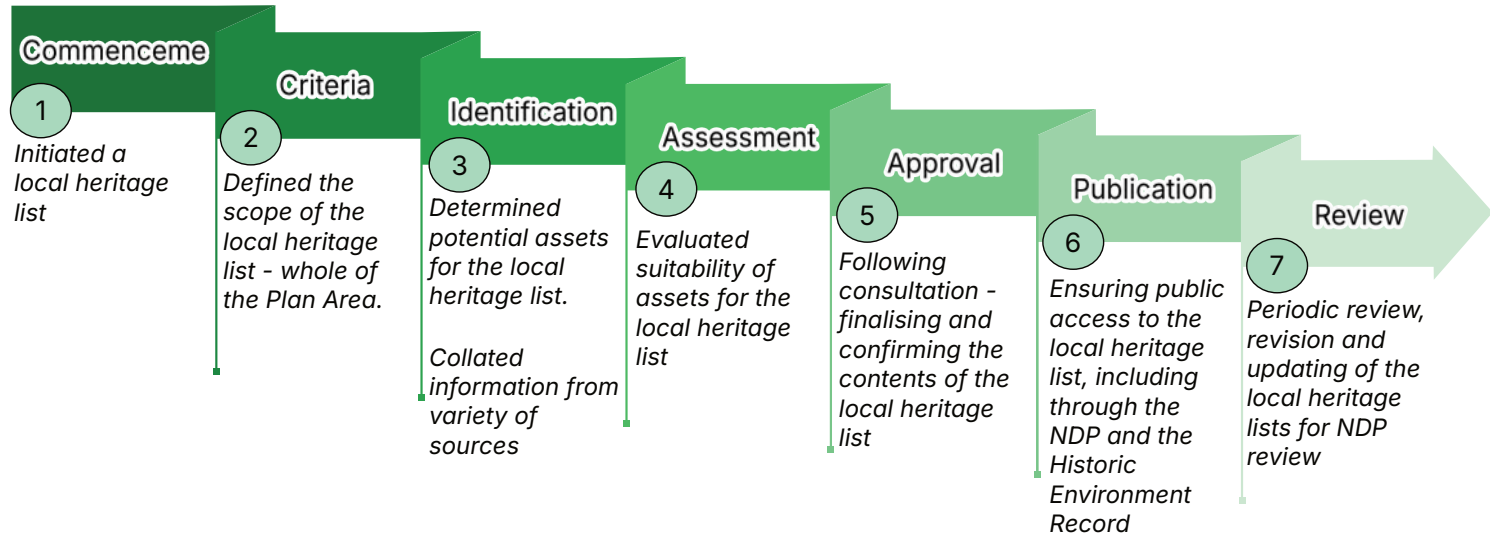 Commenceme
1
Initiated a
local heritage
list
Criteria
2
Defined the
scope of the
local heritage
list - whole of
the Plan Area.
Identification
3
Determined
potential assets
for the local
heritage list.
Collated
information from
variety of
sources
Assessment
4
Evaluated
suitability of
assets for the
local heritage
list
Approval
5
Following
consultation -
finalising and
confirming the
contents of the
local heritage
list
Publication
6
Ensuring public
access to the
local heritage
list, including
through the
NDP and the
Historic
Environment
Record
Review
7
Periodic review,
revision and
updating of the
local heritage
lists for NDP
review